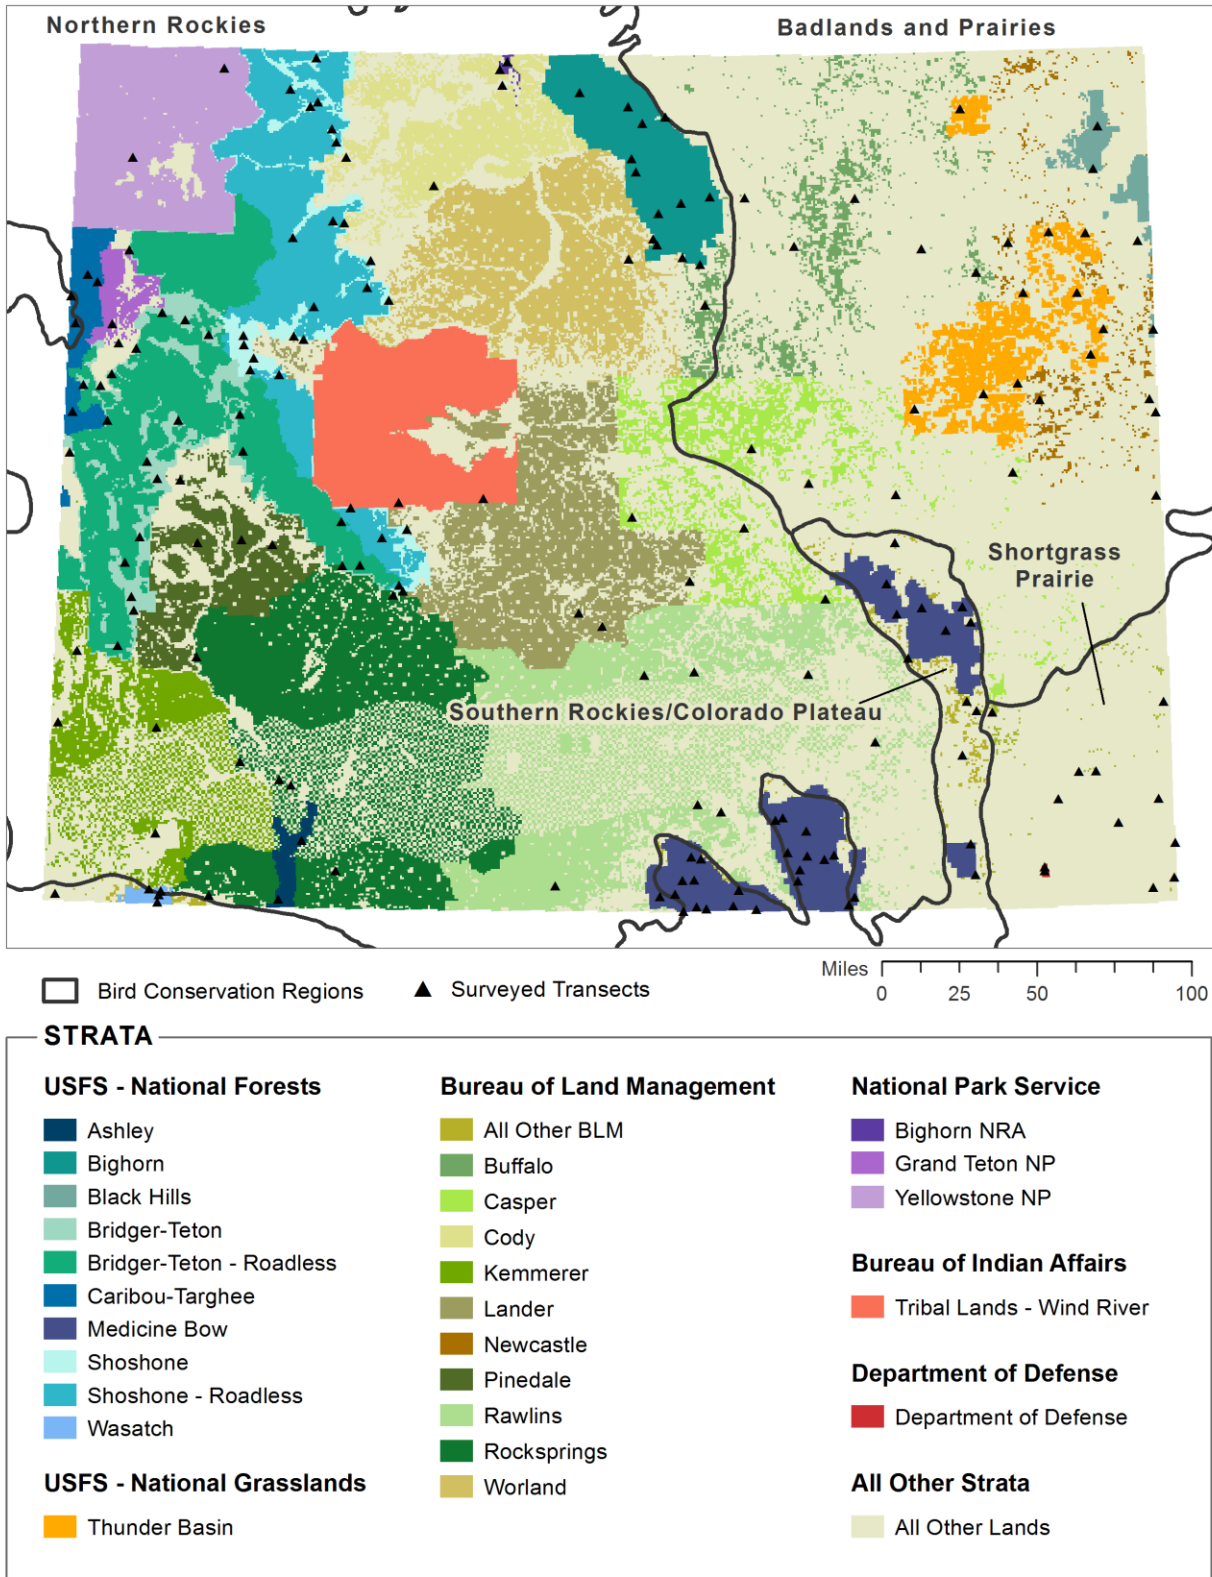 Northern Rockies
Badlands and Prairies
Shortgrass
Prairie
Southern Rockies/Colorado Plateau
Bird Conservation Regions
Surveyed Transects
Miles
0 25 50 100
STRATA
USFS - National Forests
Ashley
Bighorn
Black Hills
Bridger-Teton
Bridger-Teton - Roadless
Caribou-Targhee
Medicine Bow
Shoshone
Shoshone - Roadless
Wasatch
USFS - National Grasslands
Thunder Basin
Bureau of Land Management
All Other BLM
Buffalo
Casper
Cody
Kemmerer
Lander
Newcastle
Pinedale
Rawlins
Rocksprings
Worland
National Park Service
Bighorn NRA
Grand Teton NP
Yellowstone NP
Bureau of Indian Affairs
Tribal Lands - Wind River
Department of Defense
Department of Defense
All Other Strata
All Other Lands